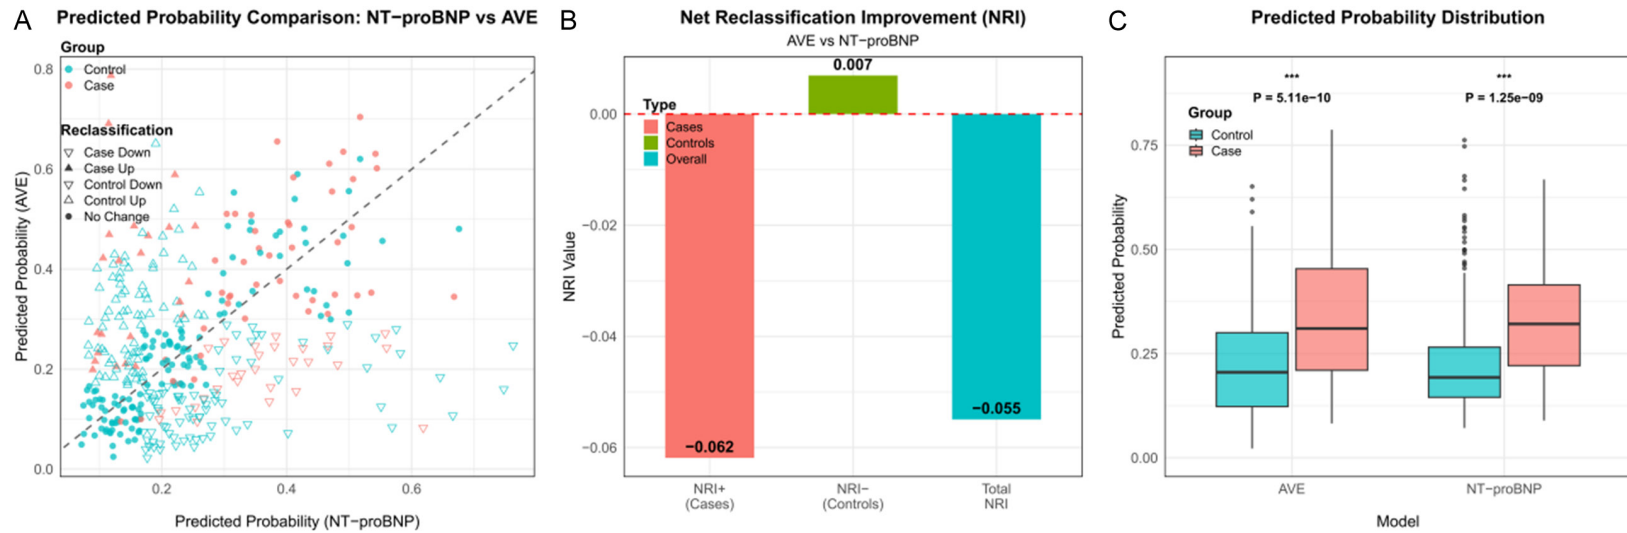 A
Predicted Probability Comparison: NT−proBNP vs AVE
Group
Control
Case
Reclassification
Case Down
Case Up
Control Down
Control Up
No Change
Predicted Probability (AVE)
0.8
0.6
0.4
0.2
0.0
0.2
0.4
0.6
Predicted Probability (NT−proBNP)
B
Net Reclassification Improvement (NRI)
AVE vs NT−proBNP
0.007
Type
Cases
Controls
Overall
NRI Value
0.00
−0.02
−0.04
−0.06
−0.062
−0.055
NRI+
(Cases)
NRI−
(Controls)
Total
NRI
C
Predicted Probability Distribution
***
P = 5.11e−10
***
P = 1.25e−09
Group
Control
Case
Predicted Probability
0.75
0.50
0.25
0.00
AVE
NT−proBNP
Model